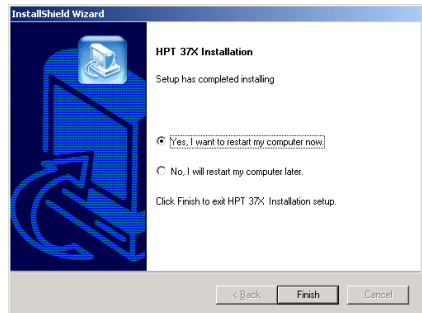 InstallShield Wizard
HPT 37X Installation
Setup has completed installing
Yes, I want to restart my computer now.
No, I will restart my computer later.
Click Finish to exit HPT 37X Installation setup.
< Back Finish Cancel